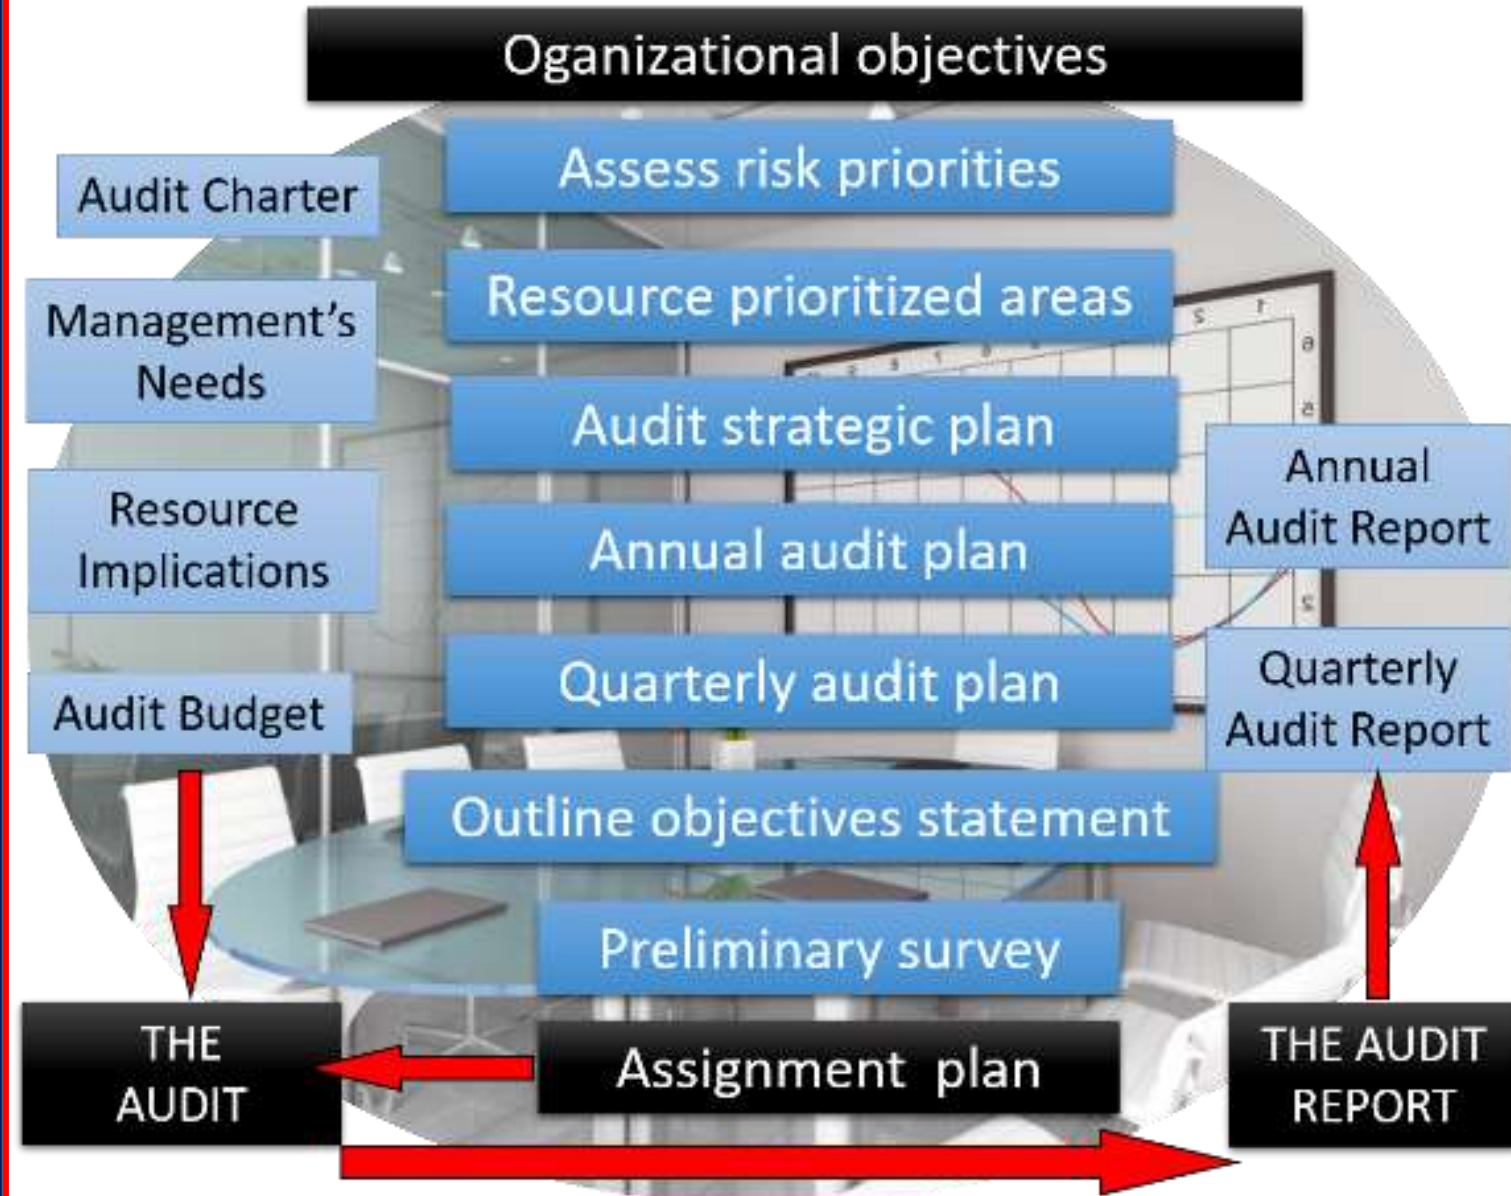 Oganizational objectives
Assess risk priorities
Audit Charter
Resource prioritized areas
Management's
Needs
Audit strategic plan
Annual
Audit Report
Resource
Implications
Annual audit plan
Quarterly audit plan
Quarterly
Audit Report
Audit Budget
Outline objectives statement
Preliminary survey
THE
AUDIT
Assignment plan
THE AUDIT
REPORT